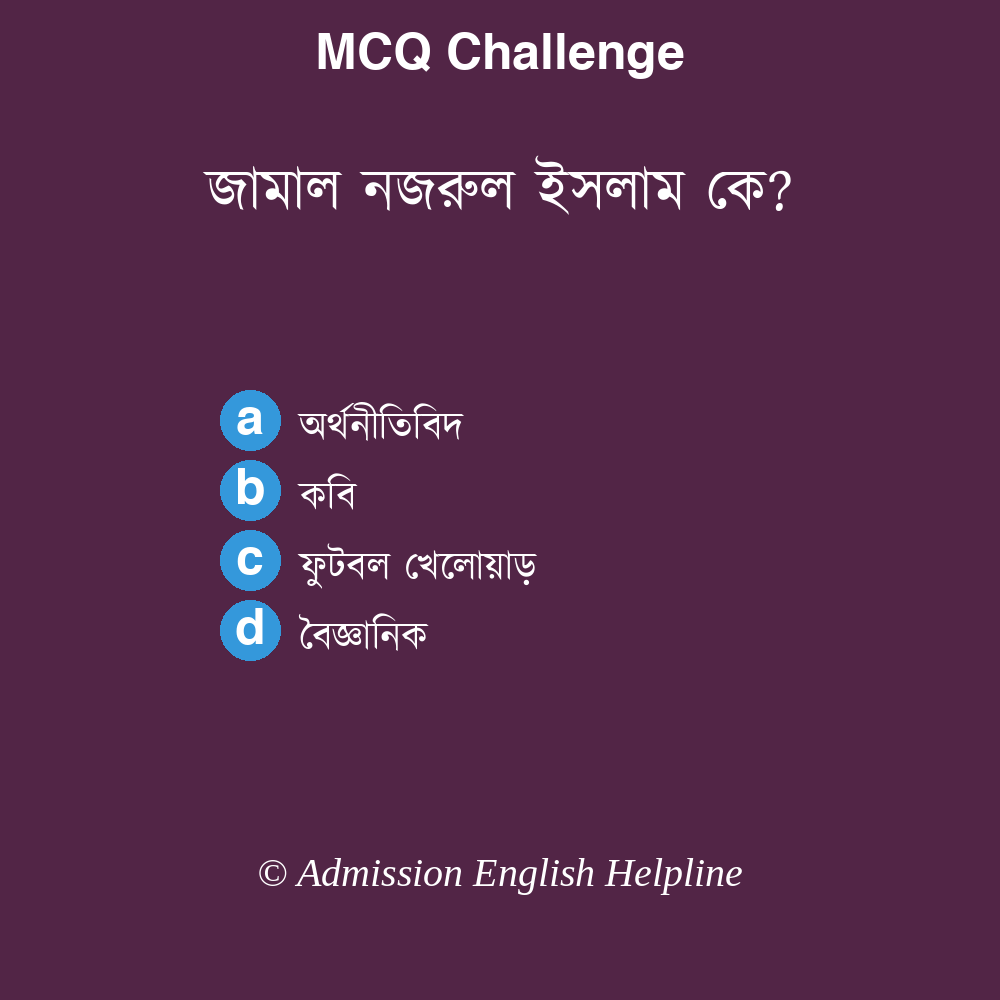 MCQ Challenge
জামাল নজরুল ইসলাম কে?
a অর্থনীতিবিদ
b কবি
c ফুটবল খেলোয়াড়
d বৈজ্ঞানিক
© Admission English Helpline